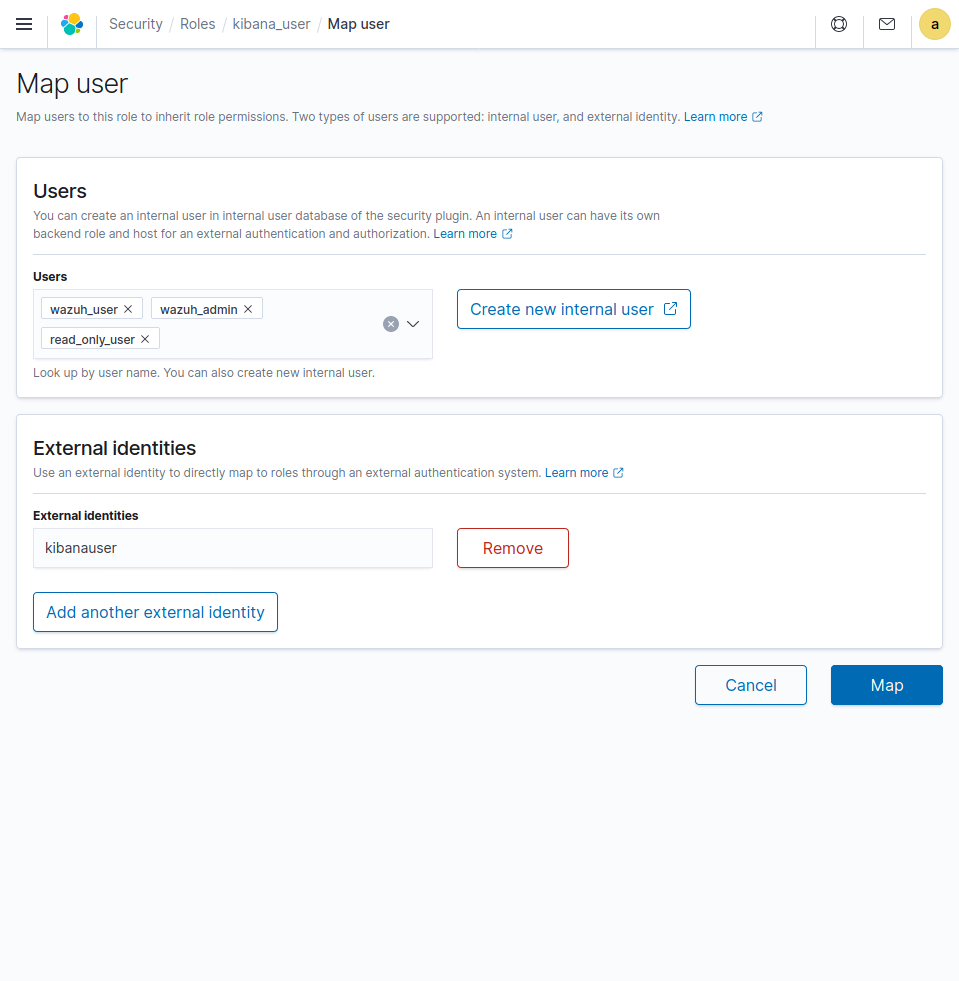 Security / Roles / kibana_user / Map user
a
Map user
Map users to this role to inherit role permissions. Two types of users are supported: internal user, and external identity. Learn more
Users
You can create an internal user in internal user database of the security plugin. An internal user can have its own
backend role and host for an external authentication and authorization. Learn more
Users
wazuh_user wazuh_admin
read_only_user
Create new internal user
Look up by user name. You can also create new internal user.
External identities
Use an external identity to directly map to roles through an external authentication system. Learn more
External identities
kibanauser
Remove
Add another external identity
Cancel
Map